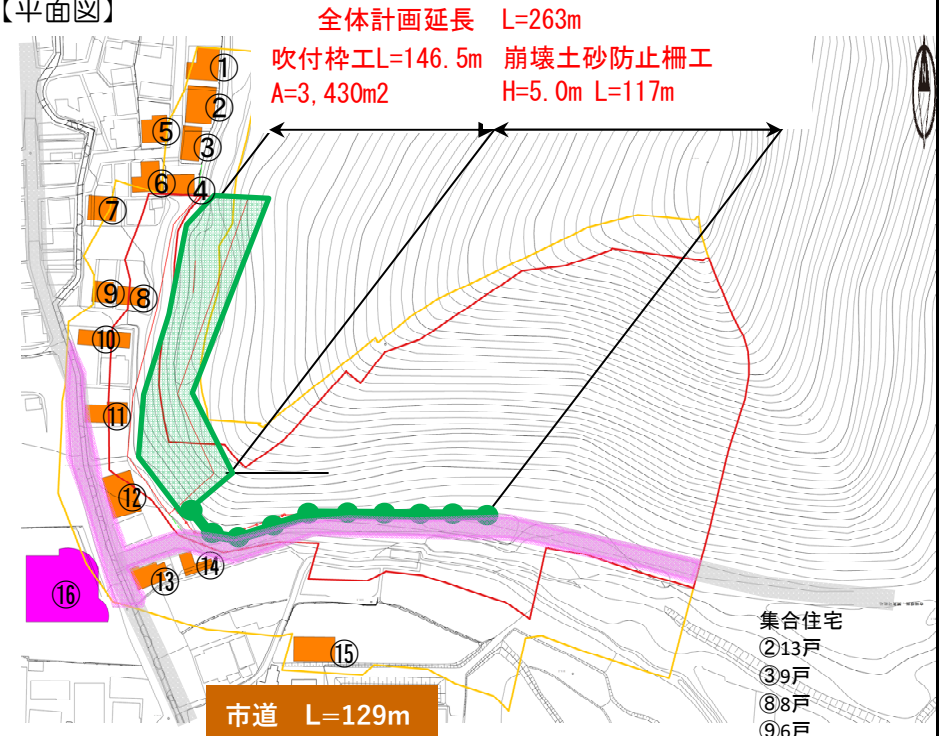 【平面図】
全体計画延長 L=263m
吹付枠工L=146.5m 崩壊土砂防止柵工
A=3,430m2 H=5.0m L=117m
①
②
⑤
③
⑥
④
⑦
⑨
⑧
⑩
⑪
⑫
⑭
⑬
⑯
⑮
集合住宅
②13戸
③9戸
⑧8戸
⑨6戸
市道 L=129m